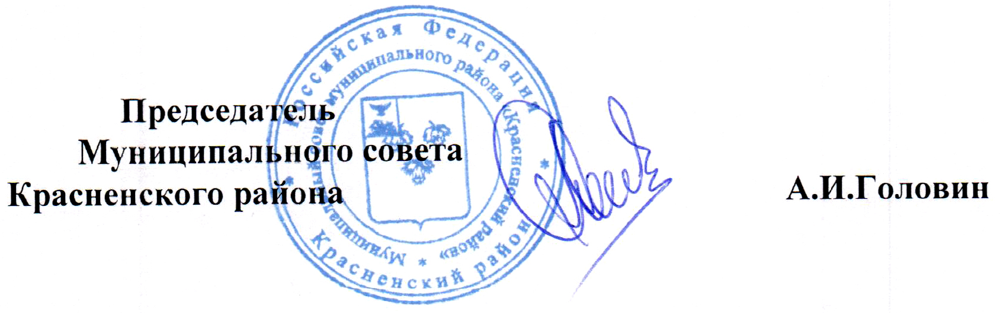 Председатель
Муниципального совета
Красненского района
А.И.Головин
Российская Федерация
* Красненский район *
Муниципальный совет муниципального района «Красненский район» *